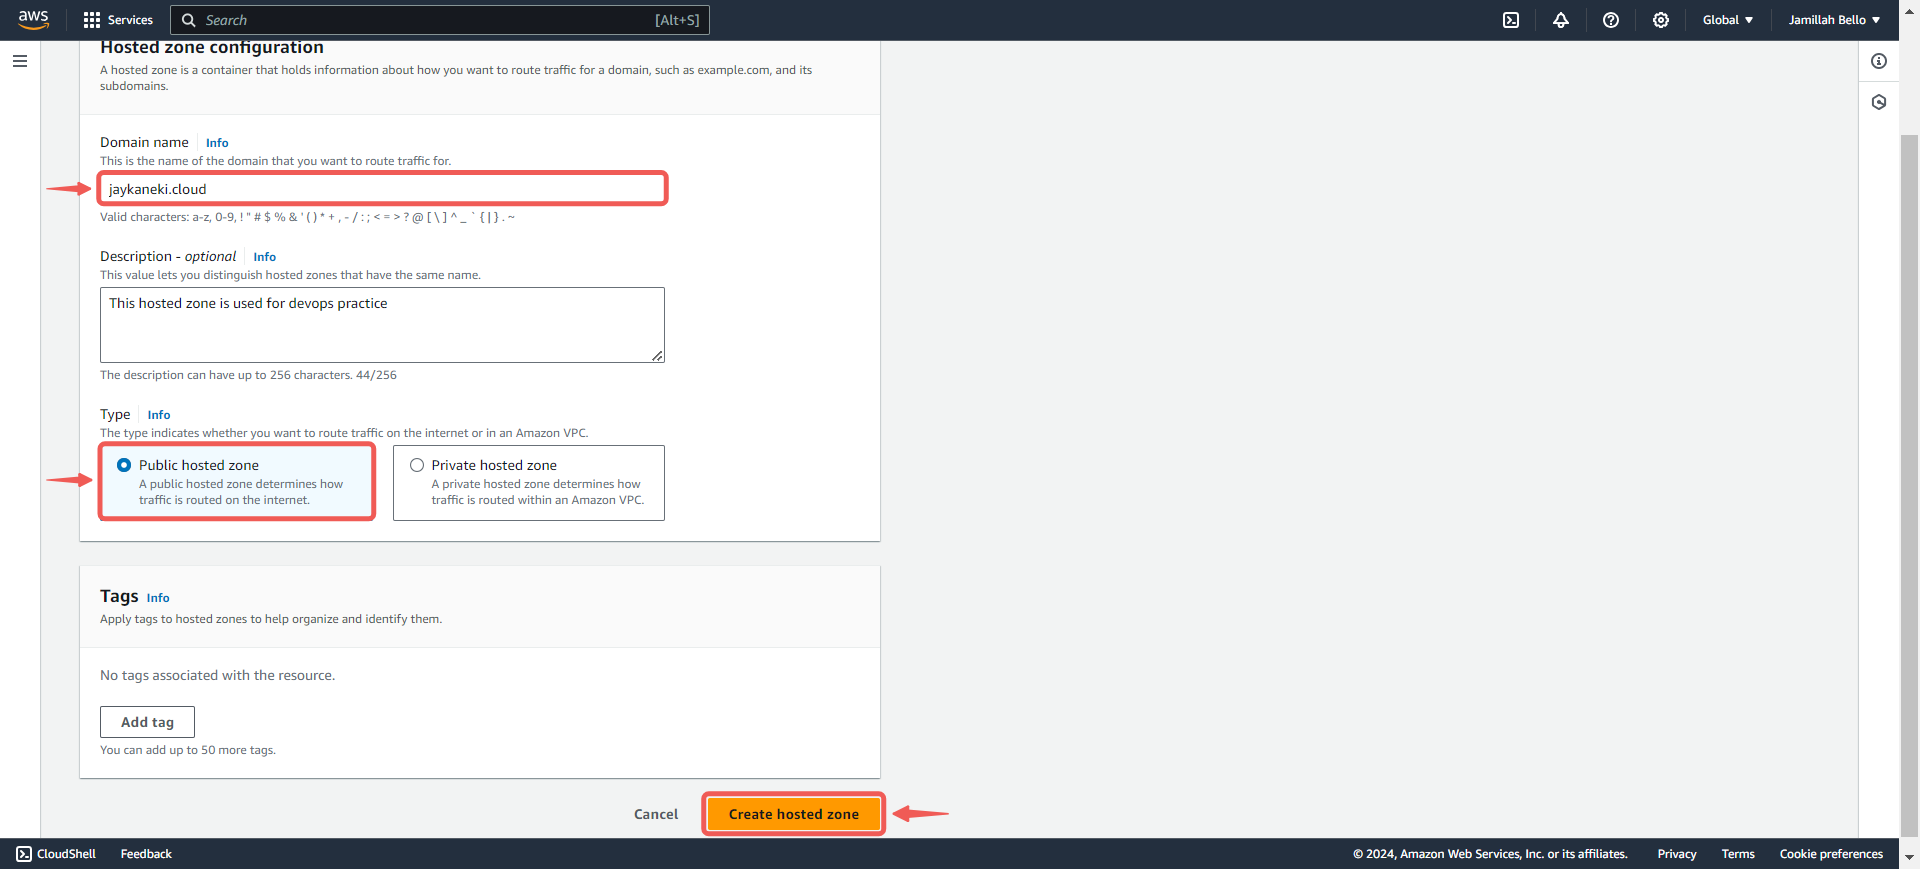 aws
Services
Search
[Alt+S]
Global
Jamillah Bello
Hosted zone configuration
A hosted zone is a container that holds information about how you want to route traffic for a domain, such as example.com, and its
subdomains.
Domain name
Info
This is the name of the domain that you want to route traffic for.
jaykaneki.cloud
Valid characters: a-z, 0-9, ! " # $ % & ' ( ) * + , - / : ; < = > ? @ [ \ ] ^ _ ` { | } . ~
Description - optional
Info
This value lets you distinguish hosted zones that have the same name.
This hosted zone is used for devops practice
The description can have up to 256 characters. 44/256
Type
Info
The type indicates whether you want to route traffic on the internet or in an Amazon VPC.
Public hosted zone
A public hosted zone determines how
traffic is routed on the internet.
Private hosted zone
A private hosted zone determines how
traffic is routed within an Amazon VPC.
Tags
Info
Apply tags to hosted zones to help organize and identify them.
No tags associated with the resource.
Add tag
You can add up to 50 more tags.
Cancel
Create hosted zone
CloudShell
Feedback
© 2024, Amazon Web Services, Inc. or its affiliates.
Privacy
Terms
Cookie preferences